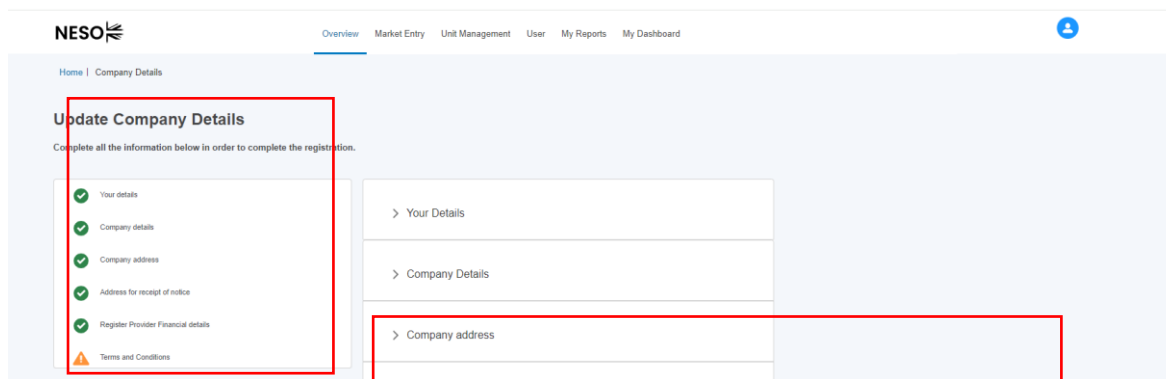 NESO
Overview Market Entry Unit Management User My Reports My Dashboard
Home | Company Details
Update Company Details
Complete all the information below in order to complete the registration.
Your details
Company details
Company address
Address for receipt of notice
Register Provider Financial details
Terms and Conditions
Your Details
Company Details
Company address